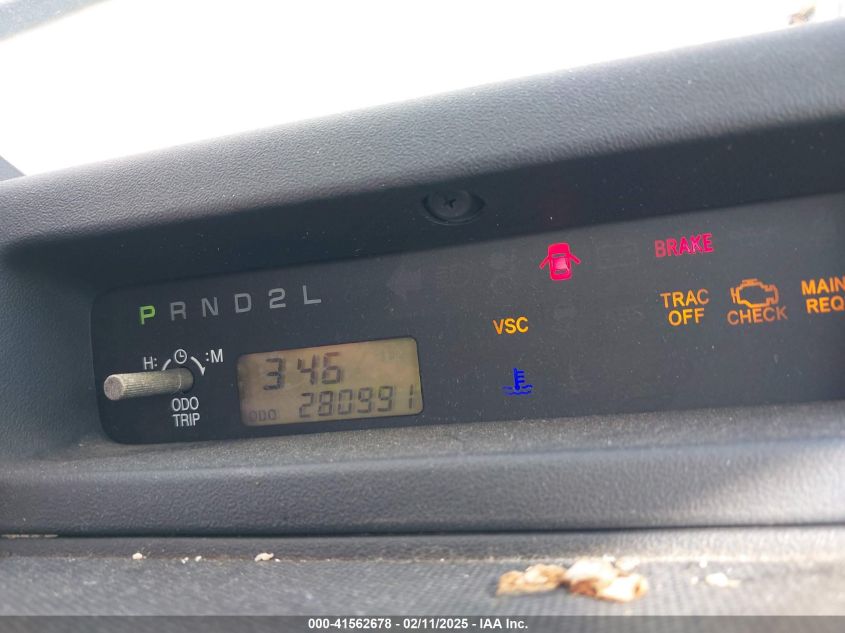 BRAKE
P R N D 2 L
VSC
TRAC OFF
CHECK
MAIN
REQ
H: :M
ODO
TRIP
3 46
ODO 280991
000-41562678 - 02/11/2025 - IAA Inc.